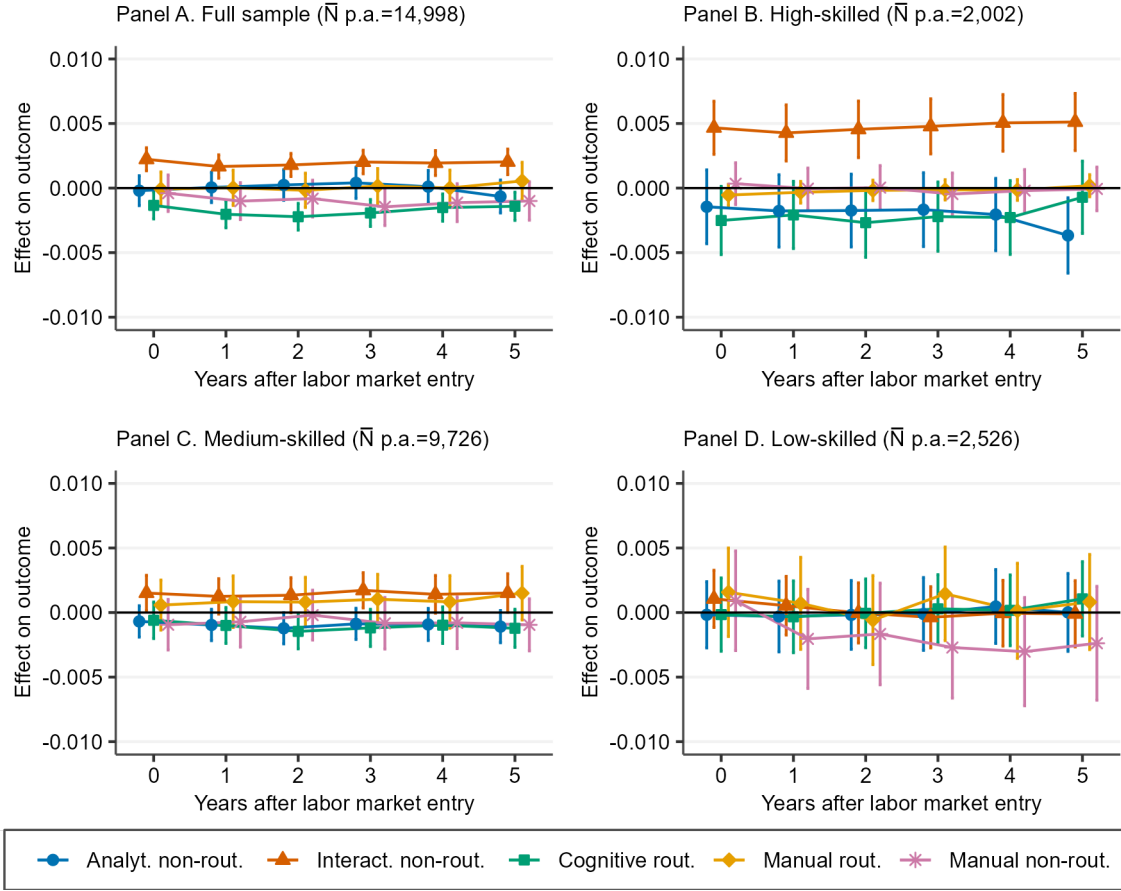 Panel A. Full sample (N̄ p.a.=14,998)
0.010
0.005
0.000
-0.005
-0.010
Effect on outcome
0 1 2 3 4 5
Years after labor market entry
Panel B. High-skilled (N̄ p.a.=2,002)
0.010
0.005
0.000
-0.005
-0.010
Effect on outcome
0 1 2 3 4 5
Years after labor market entry
Panel C. Medium-skilled (N̄ p.a.=9,726)
0.010
0.005
0.000
-0.005
-0.010
Effect on outcome
0 1 2 3 4 5
Years after labor market entry
Panel D. Low-skilled (N̄ p.a.=2,526)
0.010
0.005
0.000
-0.005
-0.010
Effect on outcome
0 1 2 3 4 5
Years after labor market entry
Analyt. non-rout. Interact. non-rout. Cognitive rout. Manual rout. Manual non-rout.